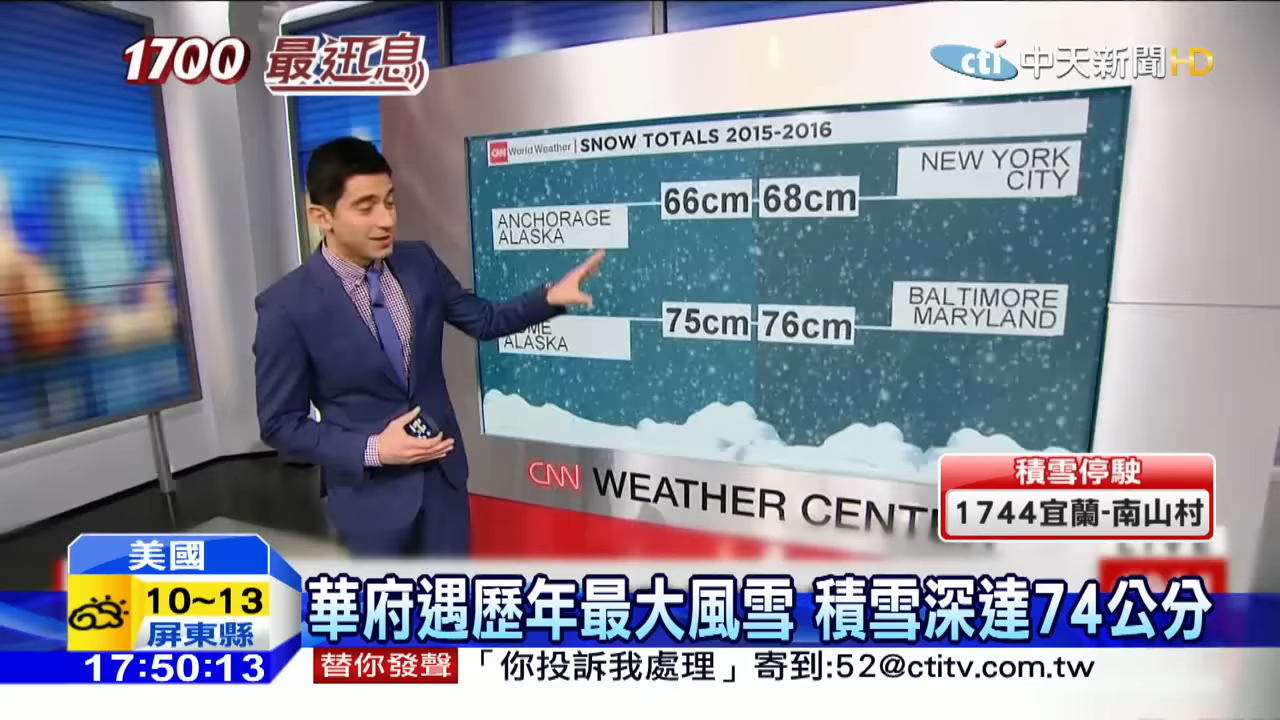 1700 最迅息
cti 中天新聞HD
CNN World Weather | SNOW TOTALS 2015-2016
ANCHORAGE
ALASKA
66cm
68cm
NEW YORK
CITY
ALASKA
75cm
76cm
BALTIMORE
MARYLAND
CNN WEATHER CENT
積雪停駛
1744宜蘭-南山村
美國
10~13
屏東縣
華府遇歷年最大風雪 積雪深達74公分
17:50:13
替你發聲 「你投訴我處理」寄到:52@ctitv.com.tw